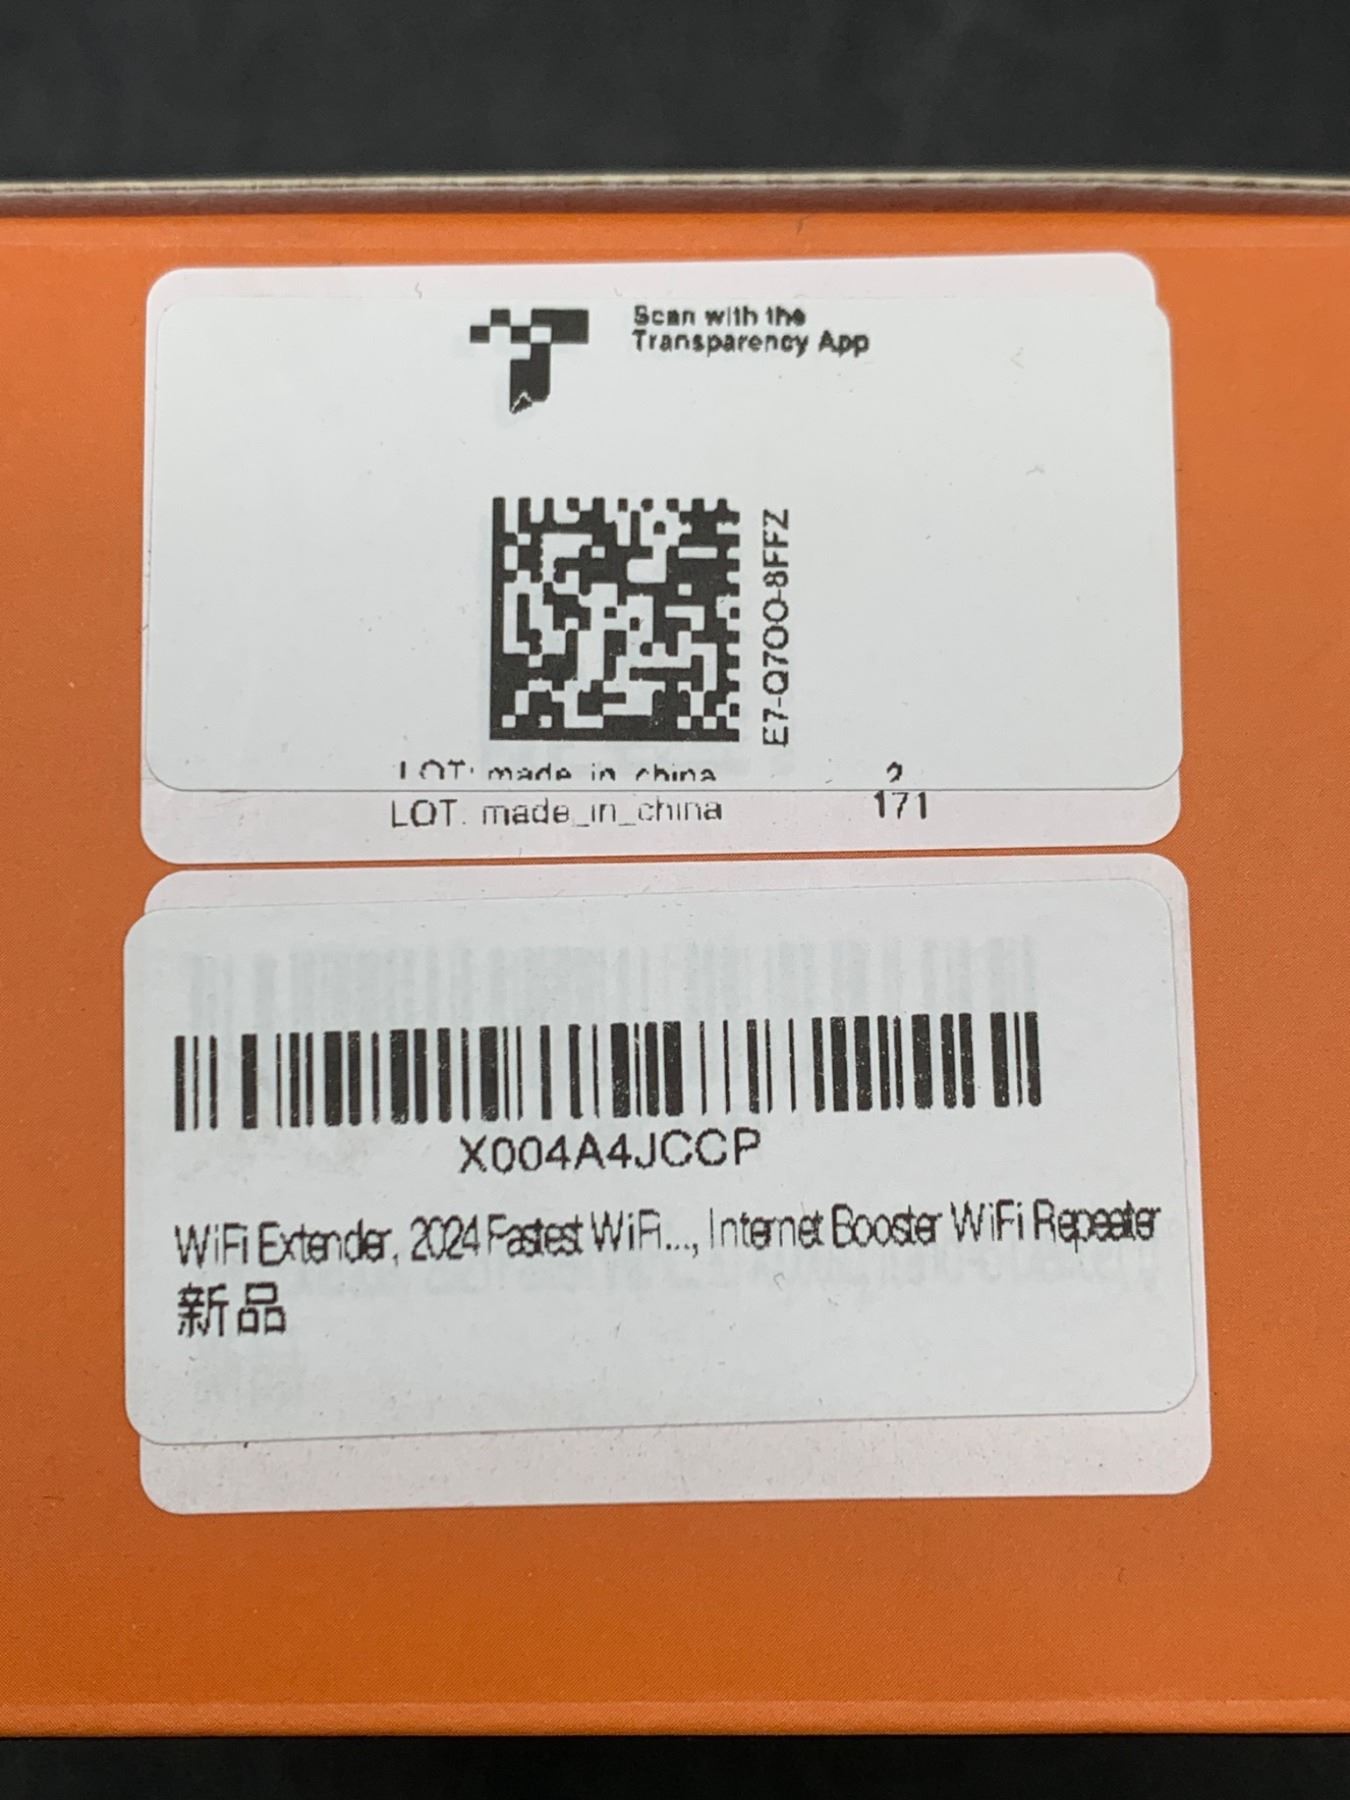 Scan with the
Transparency App
E7-Q7OO-8FFZ
LOT: made_in_china 2
LOT: made_in_china 171
X004A4JCCP
WiFi Extender, 2024 Fastest WiFi..., Internet Booster WiFi Repeater
新品